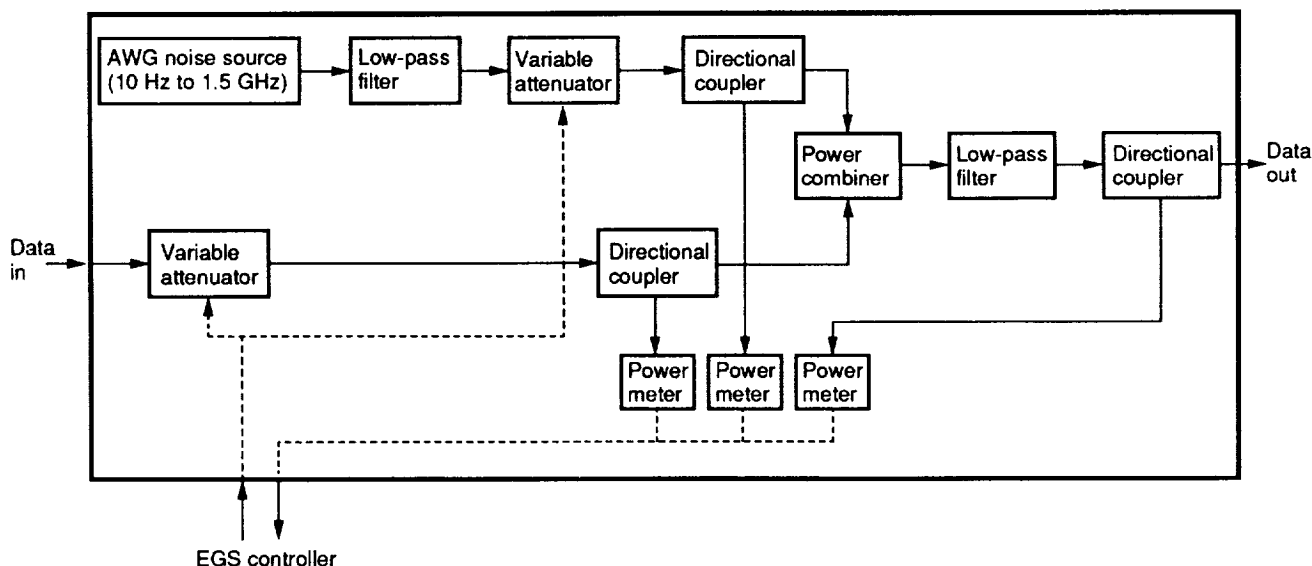 AWG noise source
(10 Hz to 1.5 GHz)
Low-pass
filter
Variable
attenuator
Directional
coupler
Power
combiner
Low-pass
filter
Directional
coupler
Data
out
Data
in
Variable
attenuator
Directional
coupler
Power
meter
Power
meter
Power
meter
EGS controller